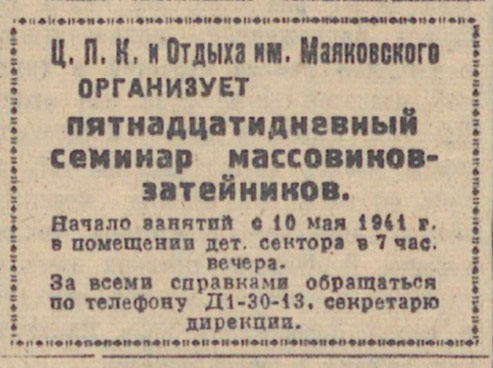 Ц. П. К. и Отдыха им. Маяковского
ОРГАНИЗУЕТ
пятнадцатидневный
семинар массовиков-
затейников.
Начало занятий с 10 мая 1941 г.
в помещении дет. сектора в 7 час.
вечера.
За всеми справками обращаться
по телефону Д1-30-13, секретарю
дирекции.